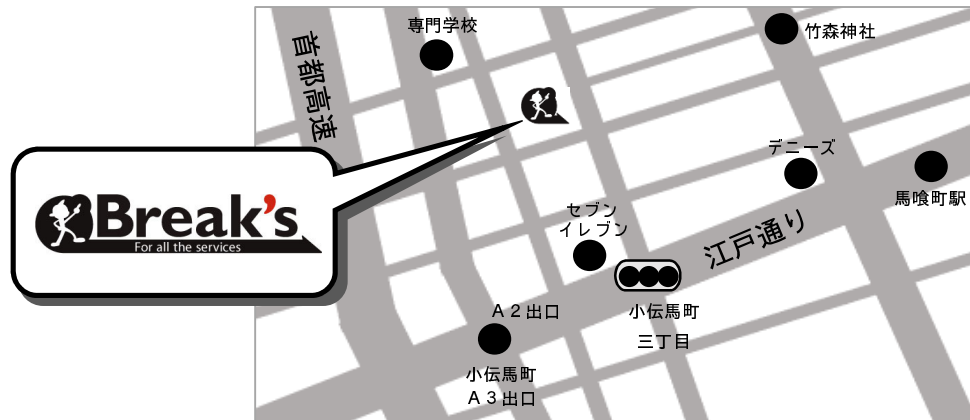 専門学校
竹森神社
首都高速
デニーズ
馬喰町駅
Break's
For all the services
セブン
イレブン
江戸通り
A2出口
小伝馬町
三丁目
小伝馬町
A3出口